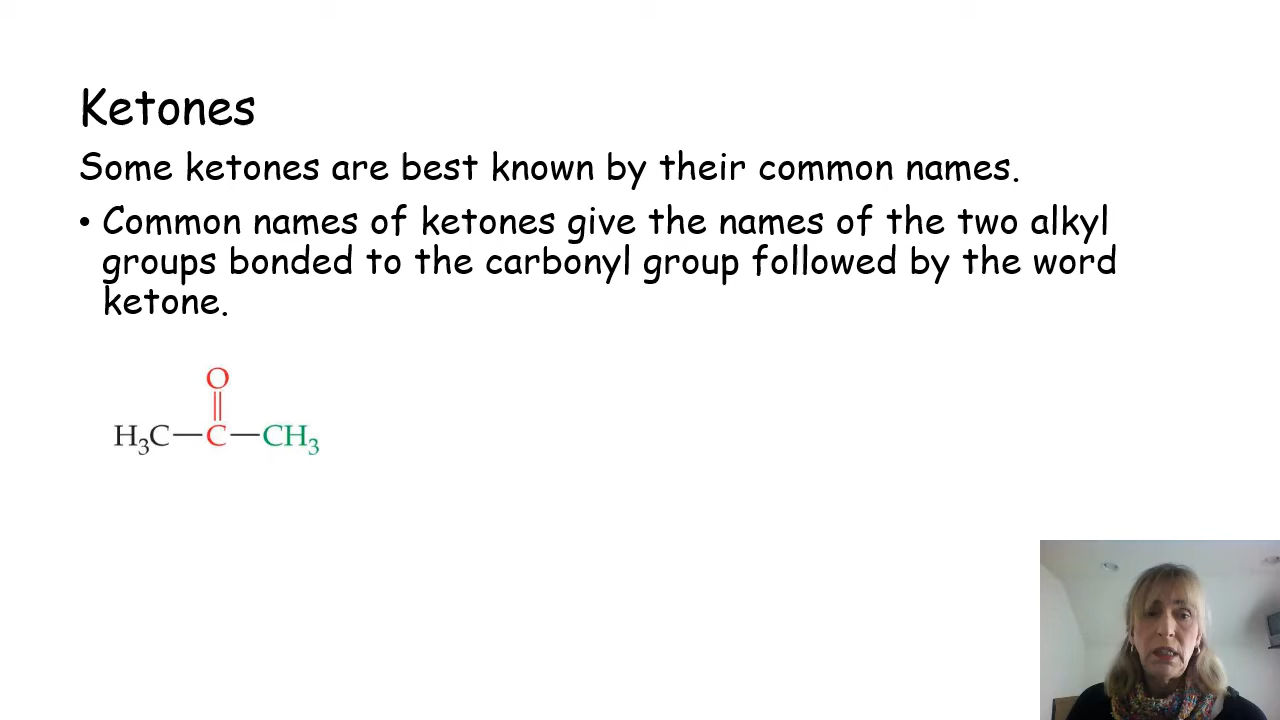 Ketones
Some ketones are best known by their common names.
• Common names of ketones give the names of the two alkyl
groups bonded to the carbonyl group followed by the word
ketone.
O
H₃C—C—CH₃